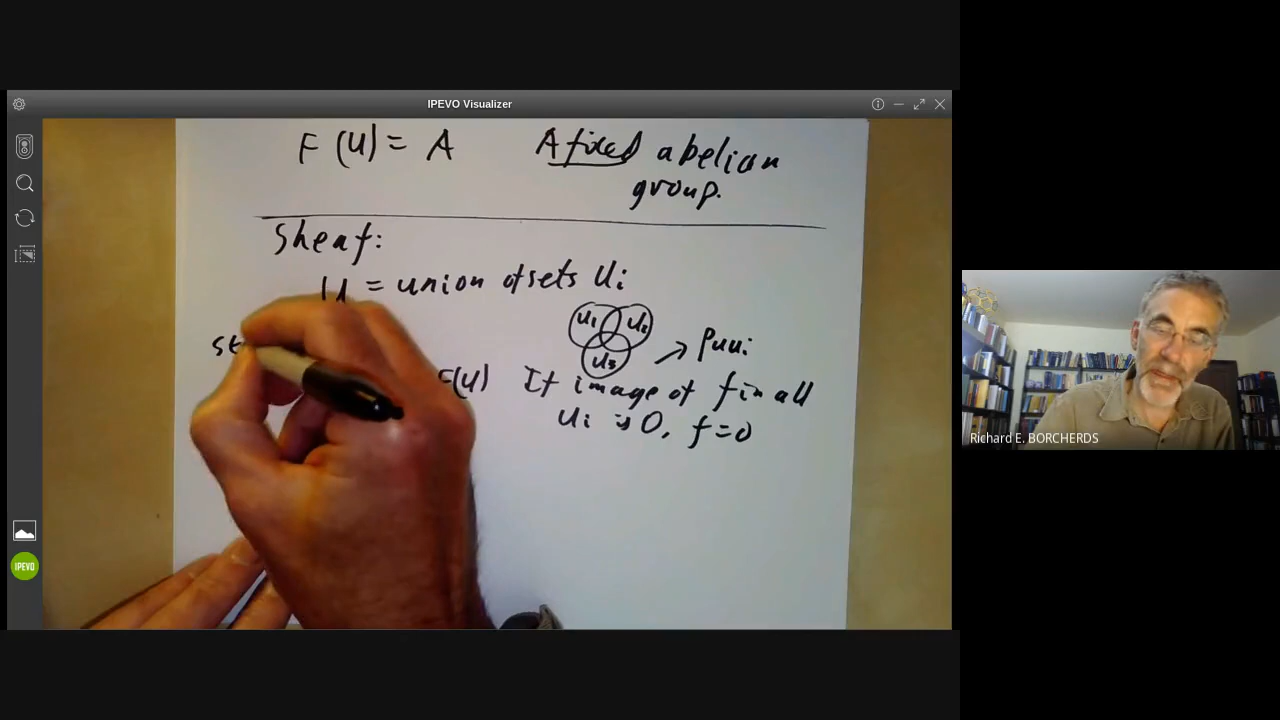 IPEVO Visualizer
F(U) = A   A fixed abelian
group.
Sheaf:
U = union of sets Ui
U1 U2
U3
ρUUi
F(U) If image of f in all
Ui is 0, f=0
Richard E. BORCHERDS
IPEVO